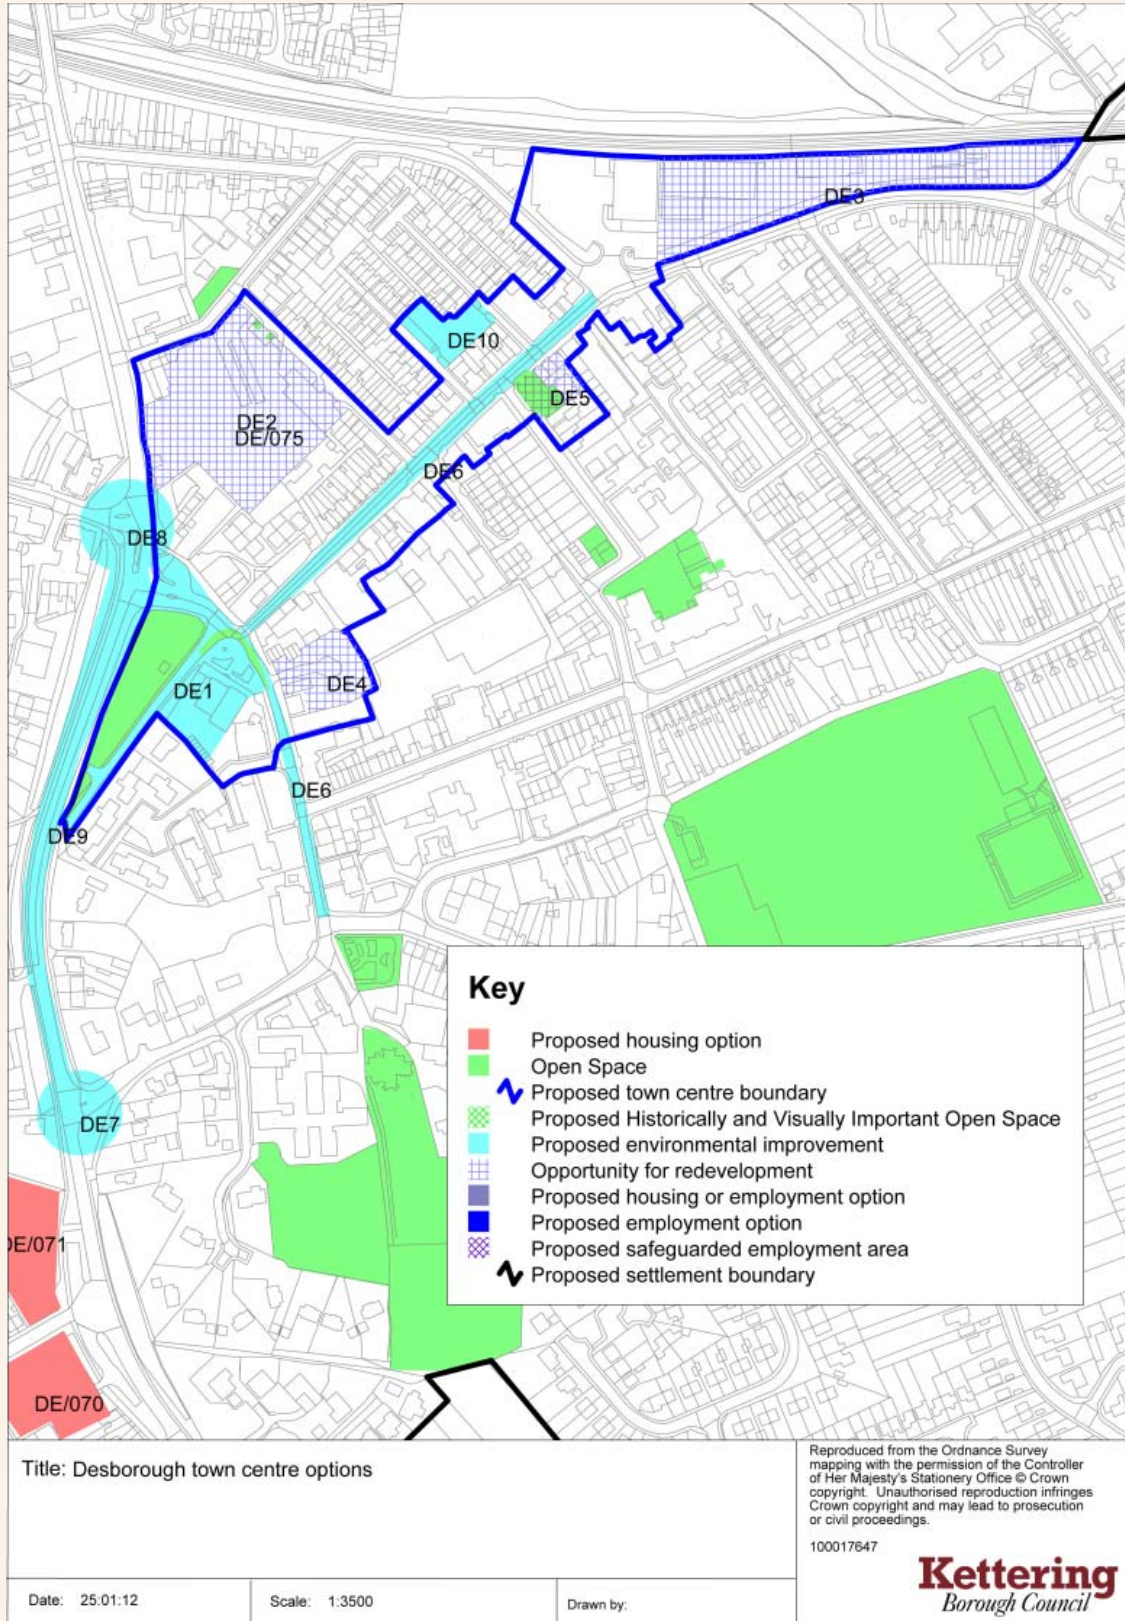 DE3
DE10
DE5
DE2
DE/075
DE6
DE8
DE4
DE1
DE6
DE9
DE7
DE/071
DE/070
Key
Proposed housing option
Open Space
Proposed town centre boundary
Proposed Historically and Visually Important Open Space
Proposed environmental improvement
Opportunity for redevelopment
Proposed housing or employment option
Proposed employment option
Proposed safeguarded employment area
Proposed settlement boundary
Title: Desborough town centre options
Reproduced from the Ordnance Survey
mapping with the permission of the Controller
of Her Majesty's Stationery Office © Crown
copyright. Unauthorised reproduction infringes
Crown copyright and may lead to prosecution
or civil proceedings.
100017647
Kettering
Borough Council
Date: 25:01:12
Scale: 1:3500
Drawn by: